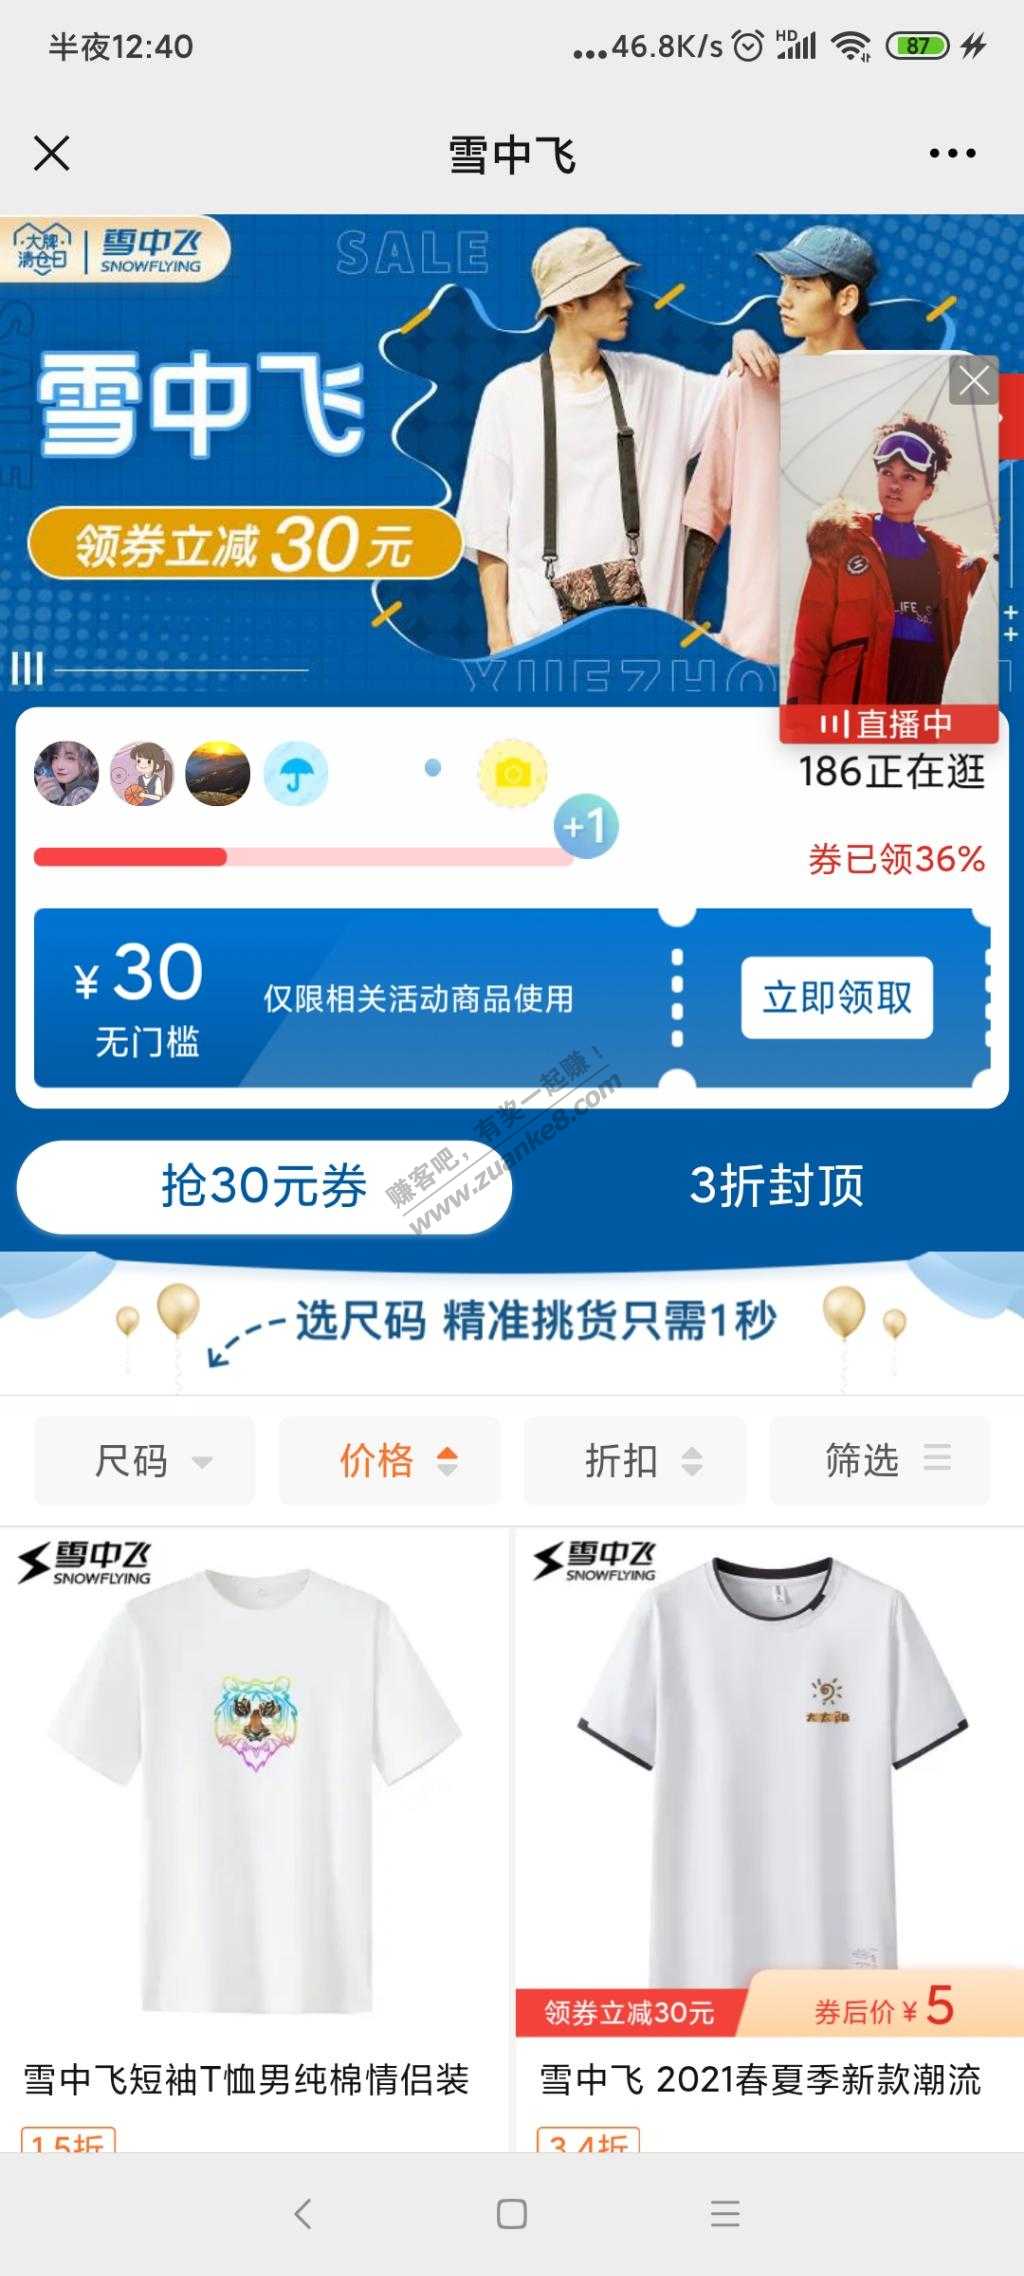 半夜12:40
...46.8K/s HD 87
雪中飞
大牌清仓日
雪中飞
SNOWFLYING
SALE
雪中飞
领券立减30元
LIFE S
直播中
186正在逛
+1
券已领36%
¥30
无门槛
仅限相关活动商品使用
立即领取
赚客吧，有奖一起赚！
www.zuanke8.com
抢30元券
3折封顶
选尺码 精准挑货只需1秒
尺码
价格
折扣
筛选
雪中飞
SNOWFLYING
雪中飞
SNOWFLYING
大太阳
领券立减30元
券后价 ¥5
雪中飞短袖T恤男纯棉情侣装
雪中飞 2021春夏季新款潮流
1.5折
3.4折